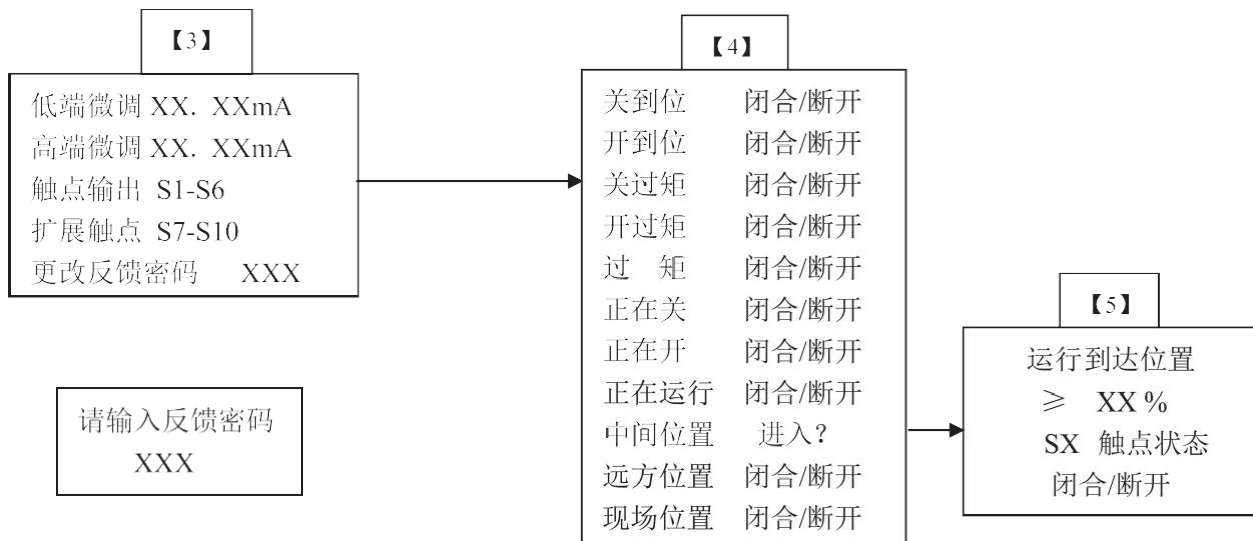 【3】
低端微调 XX. XXmA
高端微调 XX. XXmA
触点输出 S1-S6
扩展触点 S7-S10
更改反馈密码 XXX
请输入反馈密码
XXX
【4】
关到位 闭合/断开
开到位 闭合/断开
关过矩 闭合/断开
开过矩 闭合/断开
过 矩 闭合/断开
正在关 闭合/断开
正在开 闭合/断开
正在运行 闭合/断开
中间位置 进入？
远方位置 闭合/断开
现场位置 闭合/断开
【5】
运行到达位置
≥ XX %
SX 触点状态
闭合/断开